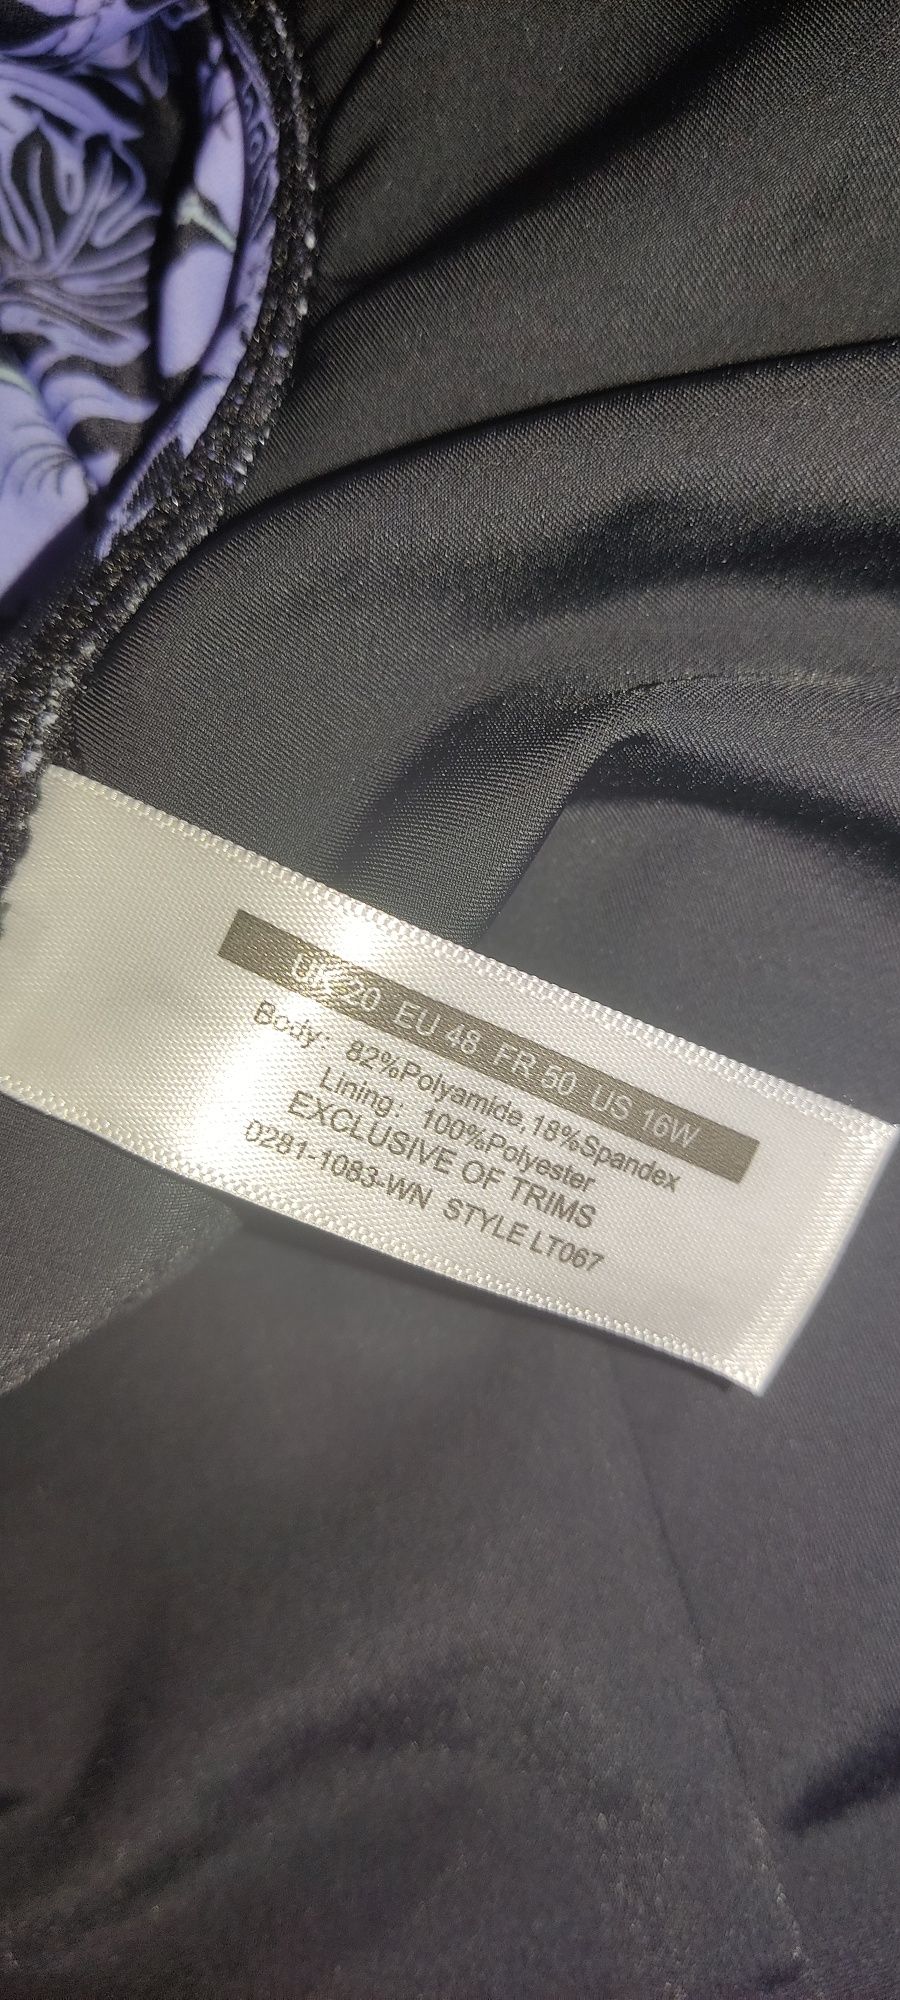 UK 20 EU 48 FR 50 US 16W
Body: 82%Polyamide,18%Spandex
Lining: 100%Polyester
EXCLUSIVE OF TRIMS
0281-1083-WN STYLE LT067